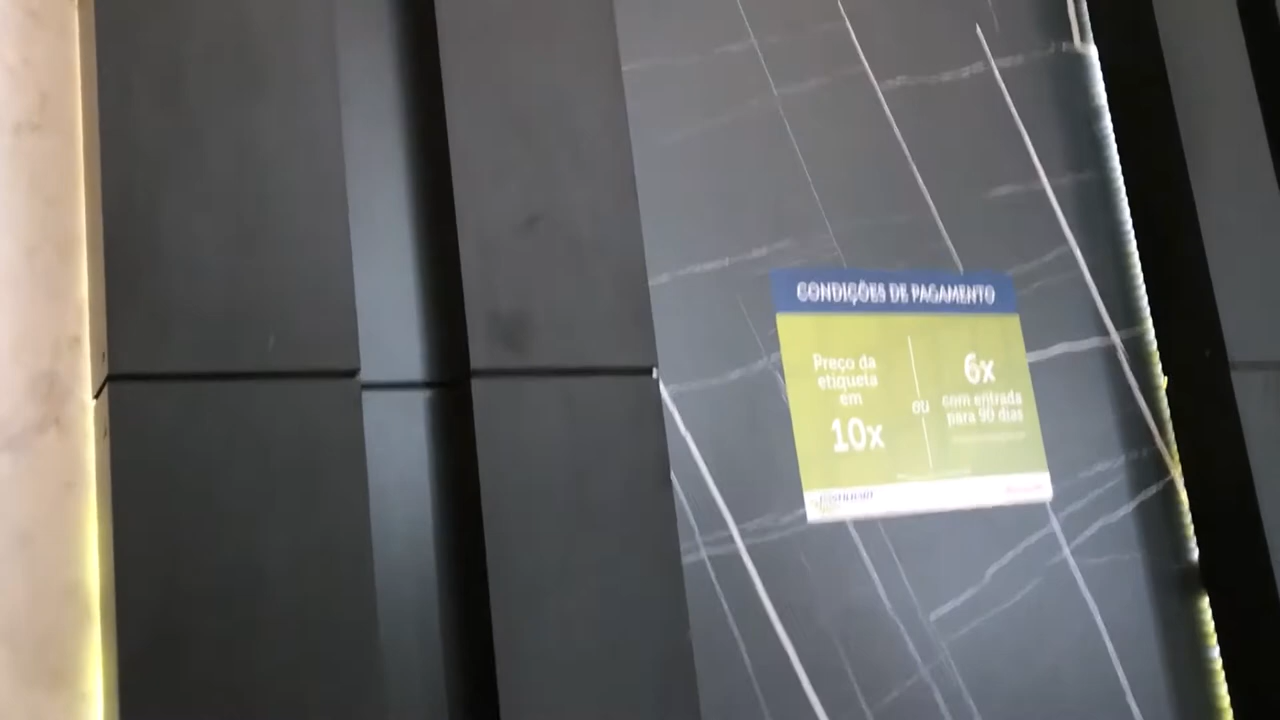 CONDIÇÕES DE PAGAMENTO
Preço da
etiqueta
em
10x
ou
6x
com entrada
para 90 dias